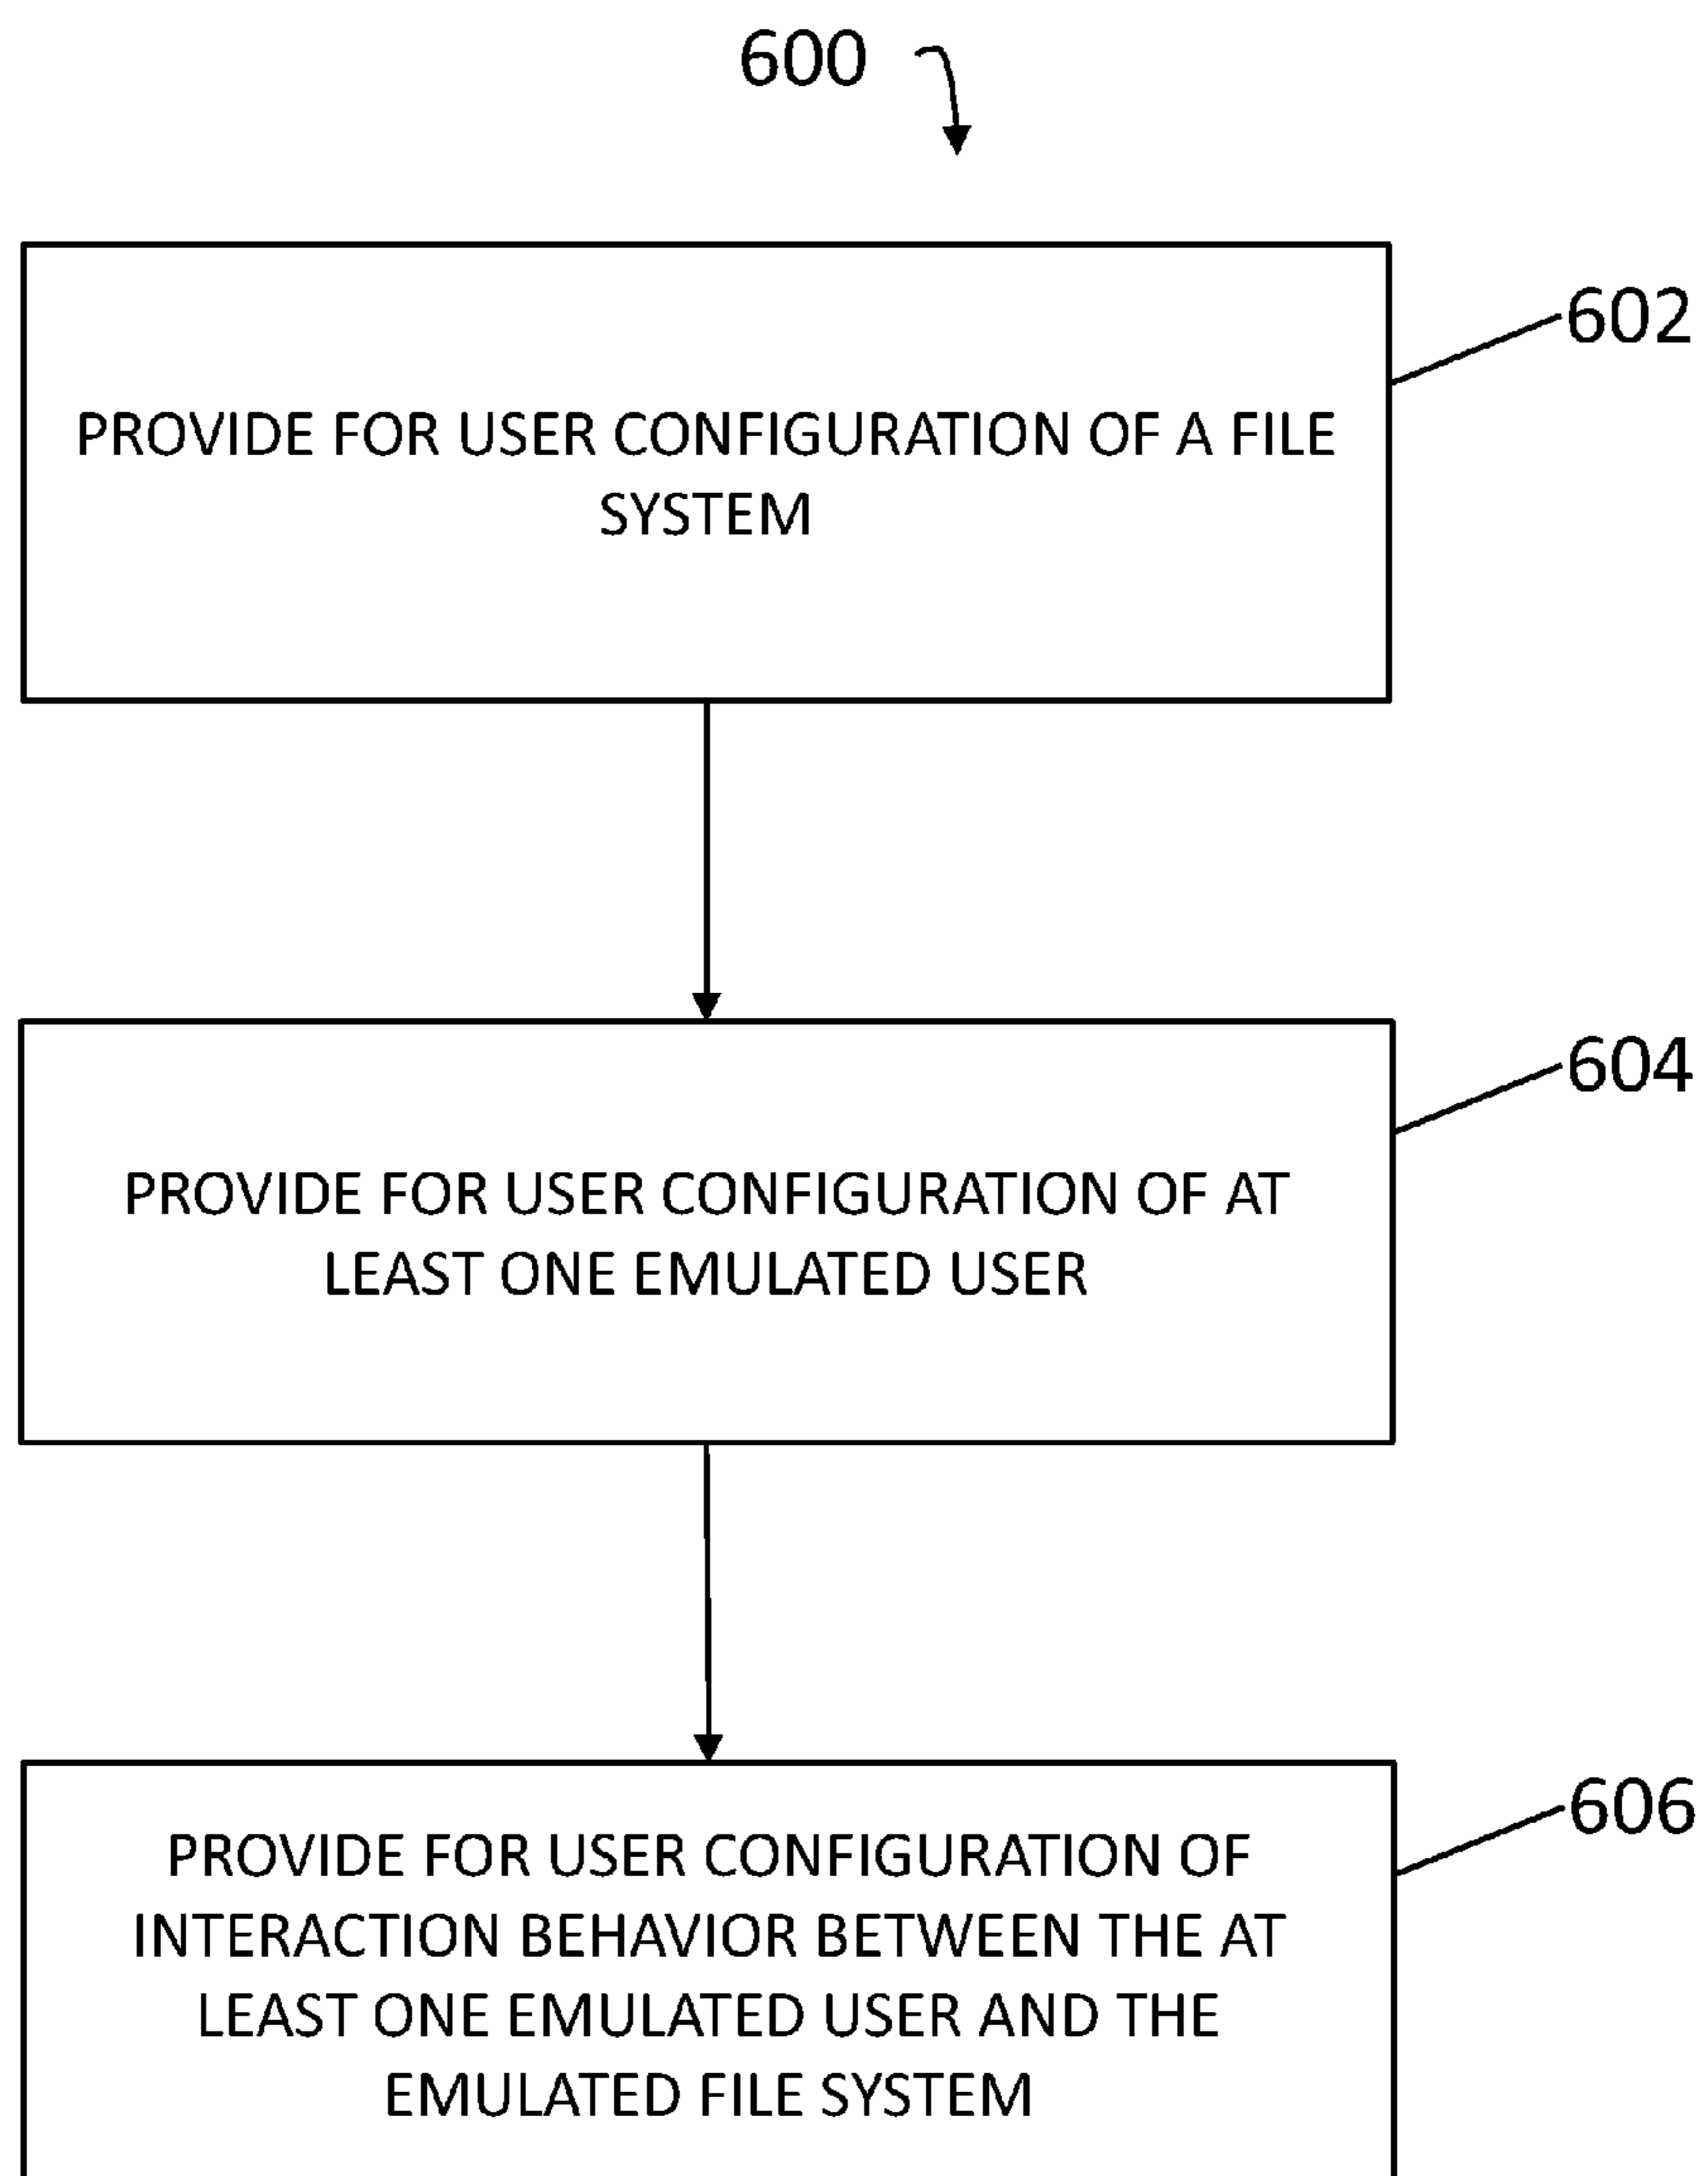 600
602
PROVIDE FOR USER CONFIGURATION OF A FILE
SYSTEM
604
PROVIDE FOR USER CONFIGURATION OF AT
LEAST ONE EMULATED USER
606
PROVIDE FOR USER CONFIGURATION OF
INTERACTION BEHAVIOR BETWEEN THE AT
LEAST ONE EMULATED USER AND THE
EMULATED FILE SYSTEM